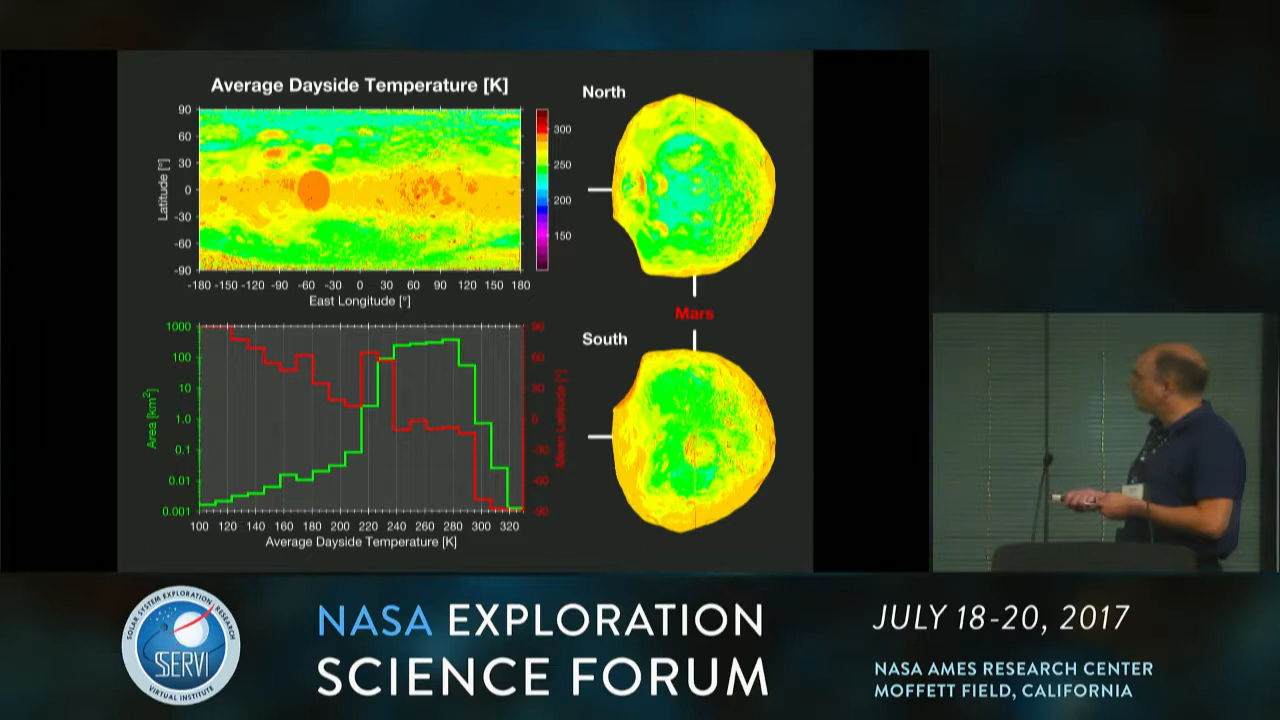 Average Dayside Temperature [K]
90
60
30
0
-30
-60
-90
Latitude [°]
-180 -150 -120 -90 -60 -30 0 30 60 90 120 150 180
East Longitude [°]
300
250
200
150
North
Mars
South
1000
100
10
1.0
0.1
0.01
0.001
Area [km²]
90
60
30
0
-30
-60
-90
Mean Latitude [°]
100 120 140 160 180 200 220 240 260 280 300 320
Average Dayside Temperature [K]
SOLAR SYSTEM EXPLORATION RESEARCH
SSERVI
VIRTUAL INSTITUTE
NASA EXPLORATION
SCIENCE FORUM
JULY 18-20, 2017
NASA AMES RESEARCH CENTER
MOFFETT FIELD, CALIFORNIA